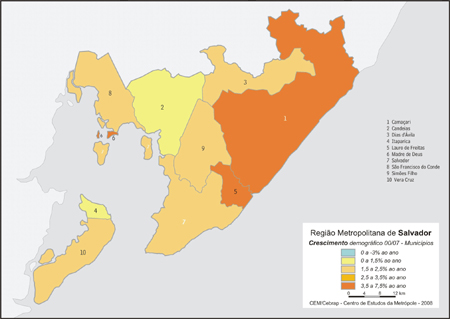 3
8
2
1
6
9
5
4
7
10
1 Camaçari
2 Candeias
3 Dias d'Ávila
4 Itaparica
5 Lauro de Freitas
6 Madre de Deus
7 Salvador
8 São Francisco do Conde
9 Simões Filho
10 Vera Cruz
Região Metropolitana de Salvador
Crescimento demográfico 00/07 - Municípios
0 a -3% ao ano
0 a 1,5% ao ano
1,5 a 2,5% ao ano
2,5 a 3,5% ao ano
3,5 a 7,5% ao ano
0 4 8 12 km
CEM/Cebrap - Centro de Estudos da Metrópole - 2008